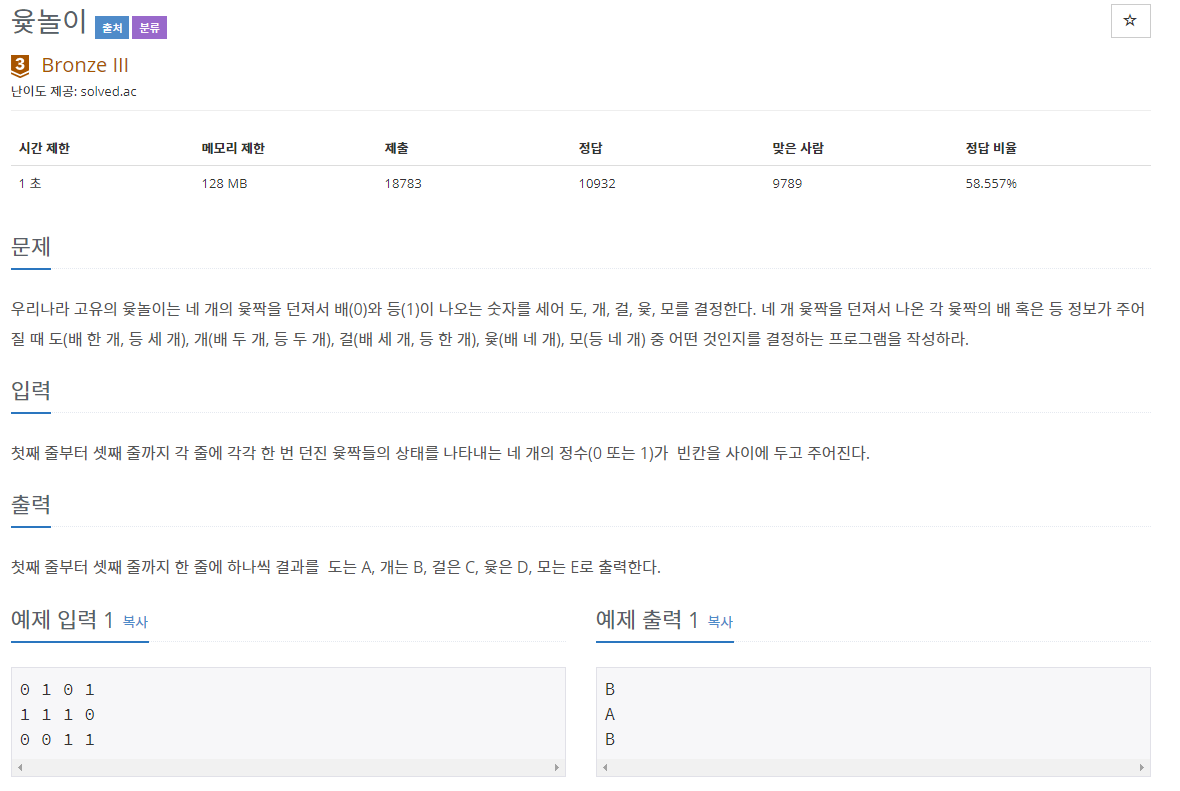 윷놀이 출처 분류
☆
3 Bronze III
난이도 제공: solved.ac
시간 제한 메모리 제한 제출 정답 맞은 사람 정답 비율
1 초 128 MB 18783 10932 9789 58.557%
문제
우리나라 고유의 윷놀이는 네 개의 윷짝을 던져서 배(0)와 등(1)이 나오는 숫자를 세어 도, 개, 걸, 윷, 모를 결정한다. 네 개 윷짝을 던져서 나온 각 윷짝의 배 혹은 등 정보가 주어
질 때 도(배 한 개, 등 세 개), 개(배 두 개, 등 두 개), 걸(배 세 개, 등 한 개), 윷(배 네 개), 모(등 네 개) 중 어떤 것인지를 결정하는 프로그램을 작성하라.
입력
첫째 줄부터 셋째 줄까지 각 줄에 각각 한 번 던진 윷짝들의 상태를 나타내는 네 개의 정수(0 또는 1)가 빈칸을 사이에 두고 주어진다.
출력
첫째 줄부터 셋째 줄까지 한 줄에 하나씩 결과를 도는 A, 개는 B, 걸은 C, 윷은 D, 모는 E로 출력한다.
예제 입력 1 복사
0 1 0 1
1 1 1 0
0 0 1 1
예제 출력 1 복사
B
A
B